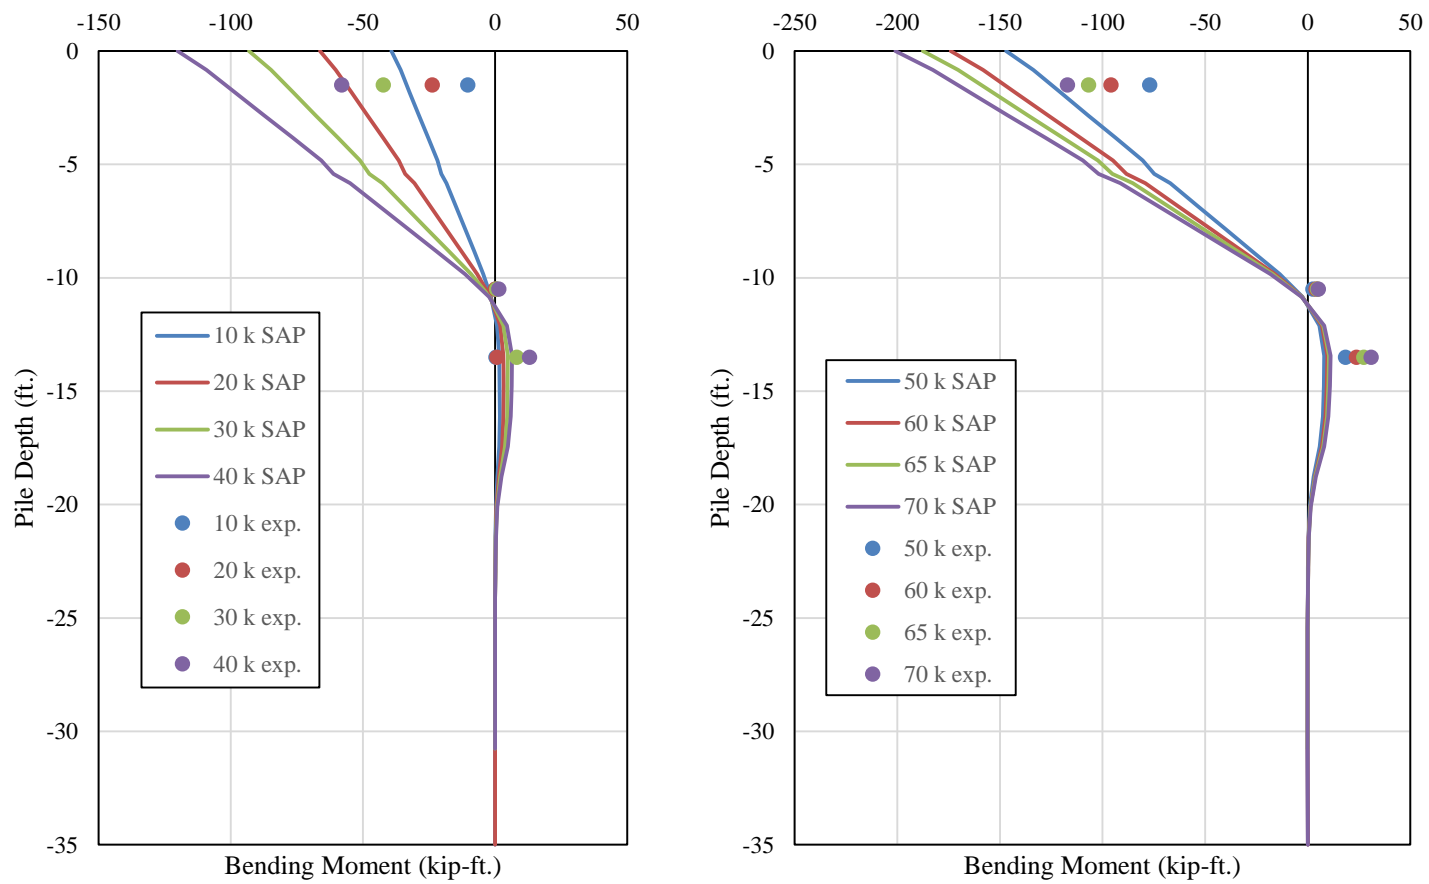 -150 -100 -50 0 50
0
-5
-10
-15
-20
-25
-30
-35
Pile Depth (ft.)
10 k SAP
20 k SAP
30 k SAP
40 k SAP
10 k exp.
20 k exp.
30 k exp.
40 k exp.
Bending Moment (kip-ft.)
-250 -200 -150 -100 -50 0 50
0
-5
-10
-15
-20
-25
-30
-35
Pile Depth (ft.)
50 k SAP
60 k SAP
65 k SAP
70 k SAP
50 k exp.
60 k exp.
65 k exp.
70 k exp.
Bending Moment (kip-ft.)